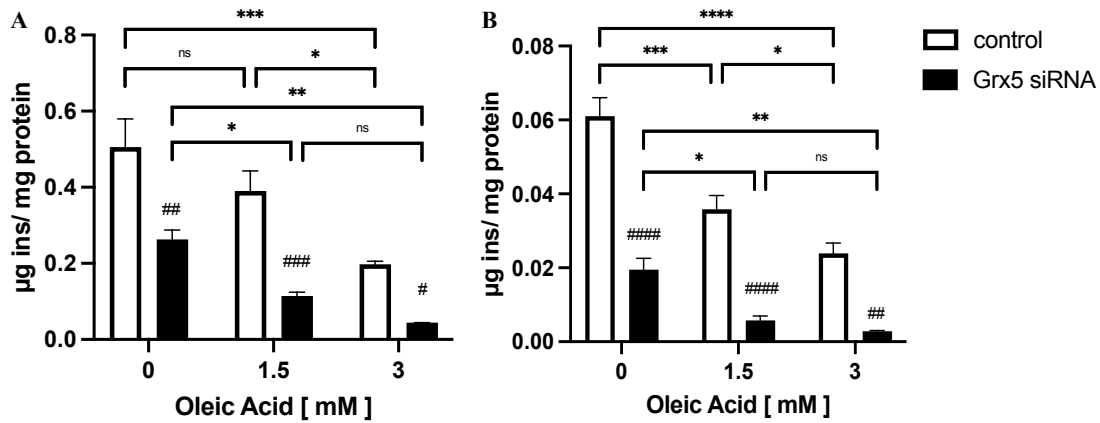 A
μg ins/ mg protein
0.8
0.6
0.4
0.2
0.0
***
ns
*
**
*
ns
##
###
#
0
1.5
3
Oleic Acid [ mM ]
B
μg ins/ mg protein
0.08
0.06
0.04
0.02
0.00
****
***
*
**
*
ns
####
####
##
0
1.5
3
Oleic Acid [ mM ]
control
Grx5 siRNA